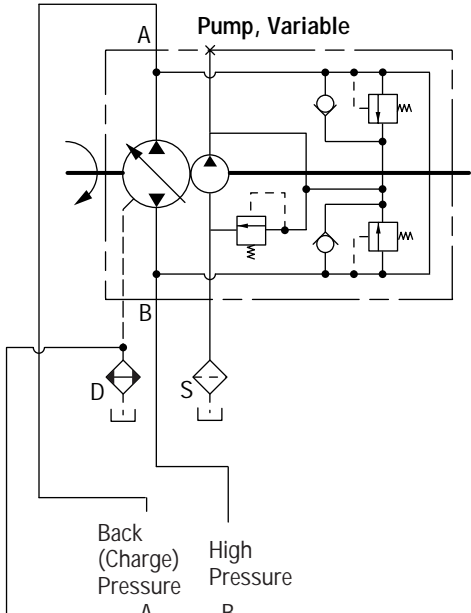 Pump, Variable
A
B
D
S
Back
(Charge)
Pressure
High
Pressure
A
B